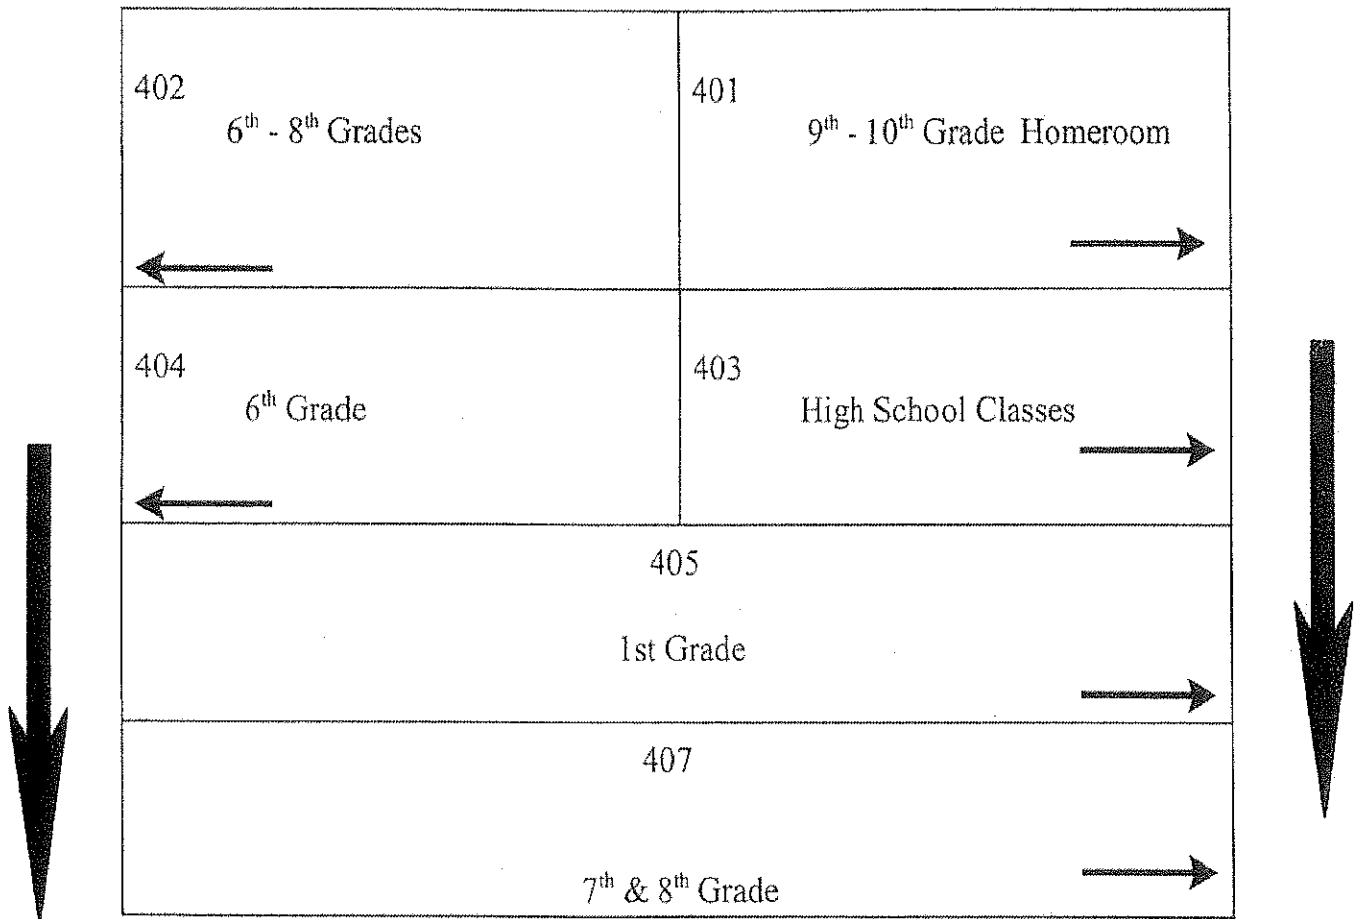 402
6th - 8th Grades
401
9th - 10th Grade Homeroom
404
6th Grade
403
High School Classes
405
1st Grade
407
7th & 8th Grade